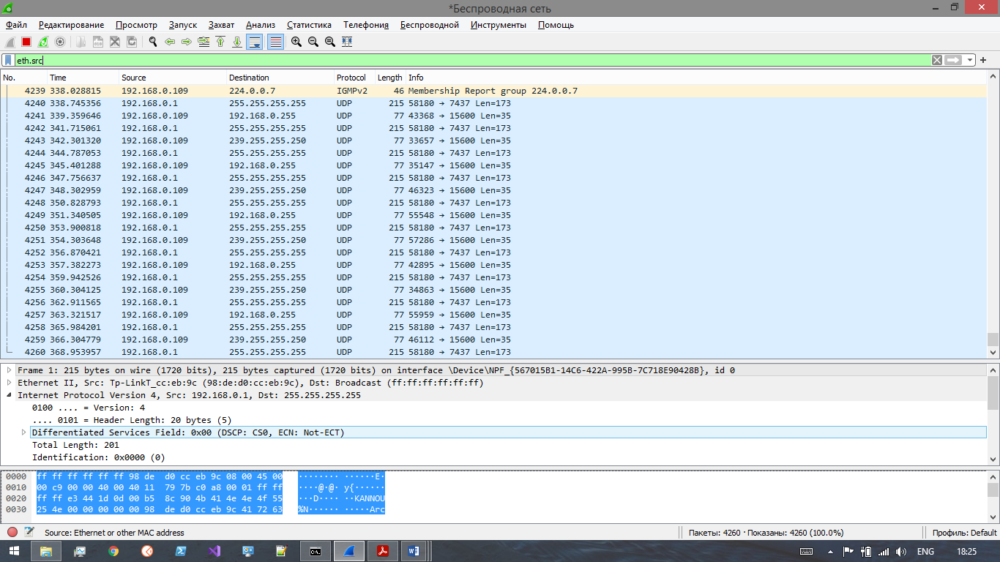 *Беспроводная сеть
Файл Редактирование Просмотр Запуск Захват Анализ Статистика Телефония Беспроводной Инструменты Помощь
eth.src
No. Time Source Destination Protocol Length Info
4239 338.028815 192.168.0.109 224.0.0.7 IGMPv2 46 Membership Report group 224.0.0.7
4240 338.745356 192.168.0.1 255.255.255.255 UDP 215 58180 → 7437 Len=173
4241 339.359646 192.168.0.109 192.168.0.255 UDP 77 43368 → 15600 Len=35
4242 341.715061 192.168.0.1 255.255.255.255 UDP 215 58180 → 7437 Len=173
4243 342.301320 192.168.0.109 239.255.255.250 UDP 77 33657 → 15600 Len=35
4244 344.787053 192.168.0.1 255.255.255.255 UDP 215 58180 → 7437 Len=173
4245 345.401288 192.168.0.109 192.168.0.255 UDP 77 35147 → 15600 Len=35
4246 347.756637 192.168.0.1 255.255.255.255 UDP 215 58180 → 7437 Len=173
4247 348.302959 192.168.0.109 239.255.255.250 UDP 77 46323 → 15600 Len=35
4248 350.828793 192.168.0.1 255.255.255.255 UDP 215 58180 → 7437 Len=173
4249 351.340505 192.168.0.109 192.168.0.255 UDP 77 55548 → 15600 Len=35
4250 353.900818 192.168.0.1 255.255.255.255 UDP 215 58180 → 7437 Len=173
4251 354.303648 192.168.0.109 239.255.255.250 UDP 77 57286 → 15600 Len=35
4252 356.870421 192.168.0.1 255.255.255.255 UDP 215 58180 → 7437 Len=173
4253 357.382273 192.168.0.109 192.168.0.255 UDP 77 42895 → 15600 Len=35
4254 359.942526 192.168.0.1 255.255.255.255 UDP 215 58180 → 7437 Len=173
4255 360.304125 192.168.0.109 239.255.255.250 UDP 77 34863 → 15600 Len=35
4256 362.911565 192.168.0.1 255.255.255.255 UDP 215 58180 → 7437 Len=173
4257 363.321517 192.168.0.109 192.168.0.255 UDP 77 55959 → 15600 Len=35
4258 365.984201 192.168.0.1 255.255.255.255 UDP 215 58180 → 7437 Len=173
4259 366.304779 192.168.0.109 239.255.255.250 UDP 77 46112 → 15600 Len=35
4260 368.953957 192.168.0.1 255.255.255.255 UDP 215 58180 → 7437 Len=173
Frame 1: 215 bytes on wire (1720 bits), 215 bytes captured (1720 bits) on interface \Device\NPF_{567015B1-14C6-422A-995B-7C718E90428B}, id 0
Ethernet II, Src: Tp-LinkT_cc:eb:9c (98:de:d0:cc:eb:9c), Dst: Broadcast (ff:ff:ff:ff:ff:ff)
Internet Protocol Version 4, Src: 192.168.0.1, Dst: 255.255.255.255
0100 .... = Version: 4
.... 0101 = Header Length: 20 bytes (5)
Differentiated Services Field: 0x00 (DSCP: CS0, ECN: Not-ECT)
Total Length: 201
Identification: 0x0000 (0)
0000 ff ff ff ff ff ff 98 de d0 cc eb 9c 08 00 45 00 ········ ······E·
0010 00 c9 00 00 40 00 40 11 79 7b c0 a8 00 01 ff ff ····@·@· y{······
0020 ff ff e3 44 1d 0d 00 b5 8c 90 4b 41 4e 4e 4f 55 ···D···· ··KANNOU
0030 25 4e 00 00 00 00 00 98 de d0 cc eb 9c 41 72 63 %N······ ·····Arc
Source: Ethernet or other MAC address Пакеты: 4260 · Показаны: 4260 (100.0%) Профиль: Default
ENG 18:25